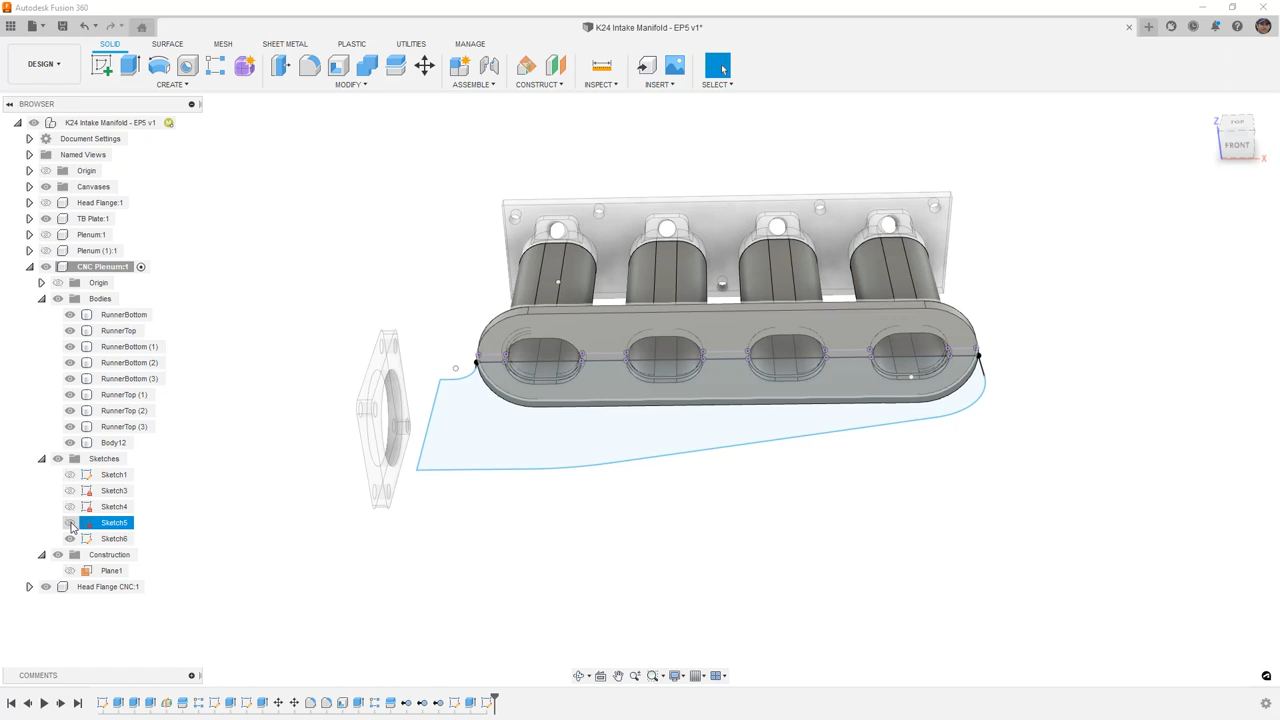 Autodesk Fusion 360
K24 Intake Manifold - EP5 v1*
SOLID
SURFACE
MESH
SHEET METAL
PLASTIC
UTILITIES
MANAGE
DESIGN
CREATE
MODIFY
ASSEMBLE
CONSTRUCT
INSPECT
INSERT
SELECT
BROWSER
K24 Intake Manifold - EP5 v1
Document Settings
Named Views
Origin
Canvases
Head Flange:1
TB Plate:1
Plenum:1
Plenum (1):1
CNC Plenum:1
Origin
Bodies
RunnerBottom
RunnerTop
RunnerBottom (1)
RunnerBottom (2)
RunnerBottom (3)
RunnerTop (1)
RunnerTop (2)
RunnerTop (3)
Body12
Sketches
Sketch1
Sketch3
Sketch4
Sketch5
Sketch6
Construction
Plane1
Head Flange CNC:1
TOP
Z
FRONT
X
COMMENTS